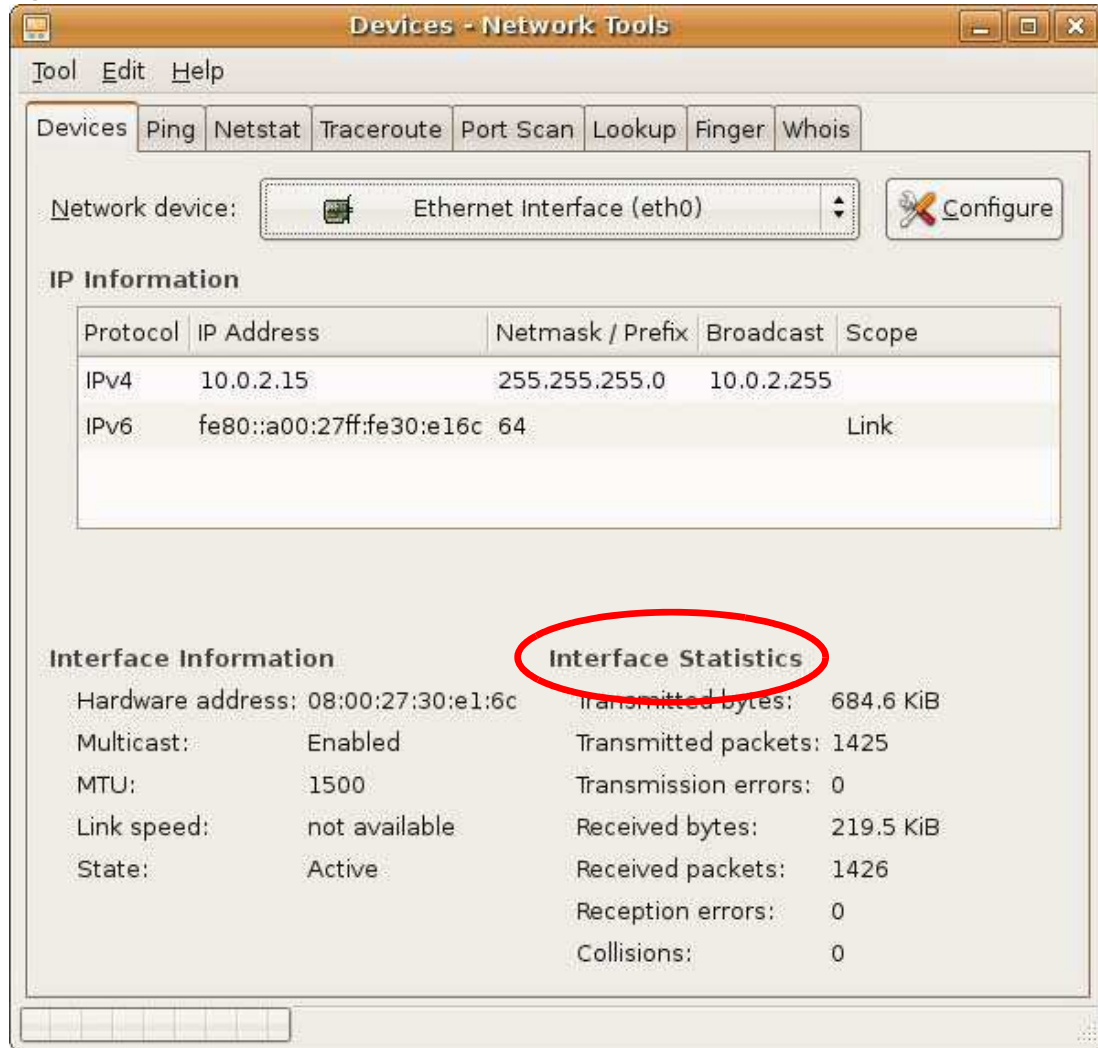 Devices - Network Tools
Tool Edit Help
Devices Ping Netstat Traceroute Port Scan Lookup Finger Whois
Network device: Ethernet Interface (eth0) Configure
IP Information
Protocol IP Address Netmask / Prefix Broadcast Scope
IPv4 10.0.2.15 255.255.255.0 10.0.2.255
IPv6 fe80::a00:27ff:fe30:e16c 64 Link
Interface Information
Hardware address: 08:00:27:30:e1:6c
Multicast: Enabled
MTU: 1500
Link speed: not available
State: Active
Interface Statistics
Transmitted bytes: 684.6 KiB
Transmitted packets: 1425
Transmission errors: 0
Received bytes: 219.5 KiB
Received packets: 1426
Reception errors: 0
Collisions: 0